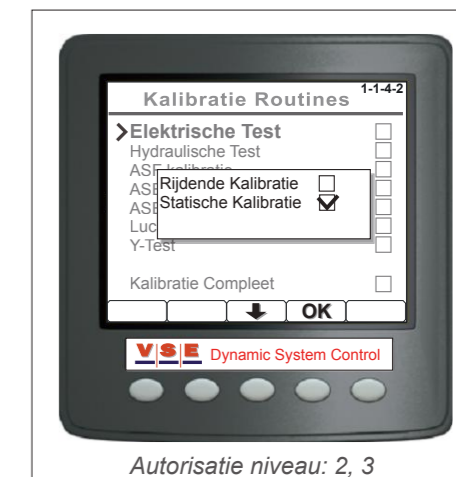 Kalibratie Routines
1-1-4-2
Elektrische Test
Hydraulische Test
Rijdende Kalibratie
Statische Kalibratie
Y-Test
Kalibratie Compleet
OK
VSE Dynamic System Control
Autorisatie niveau: 2, 3